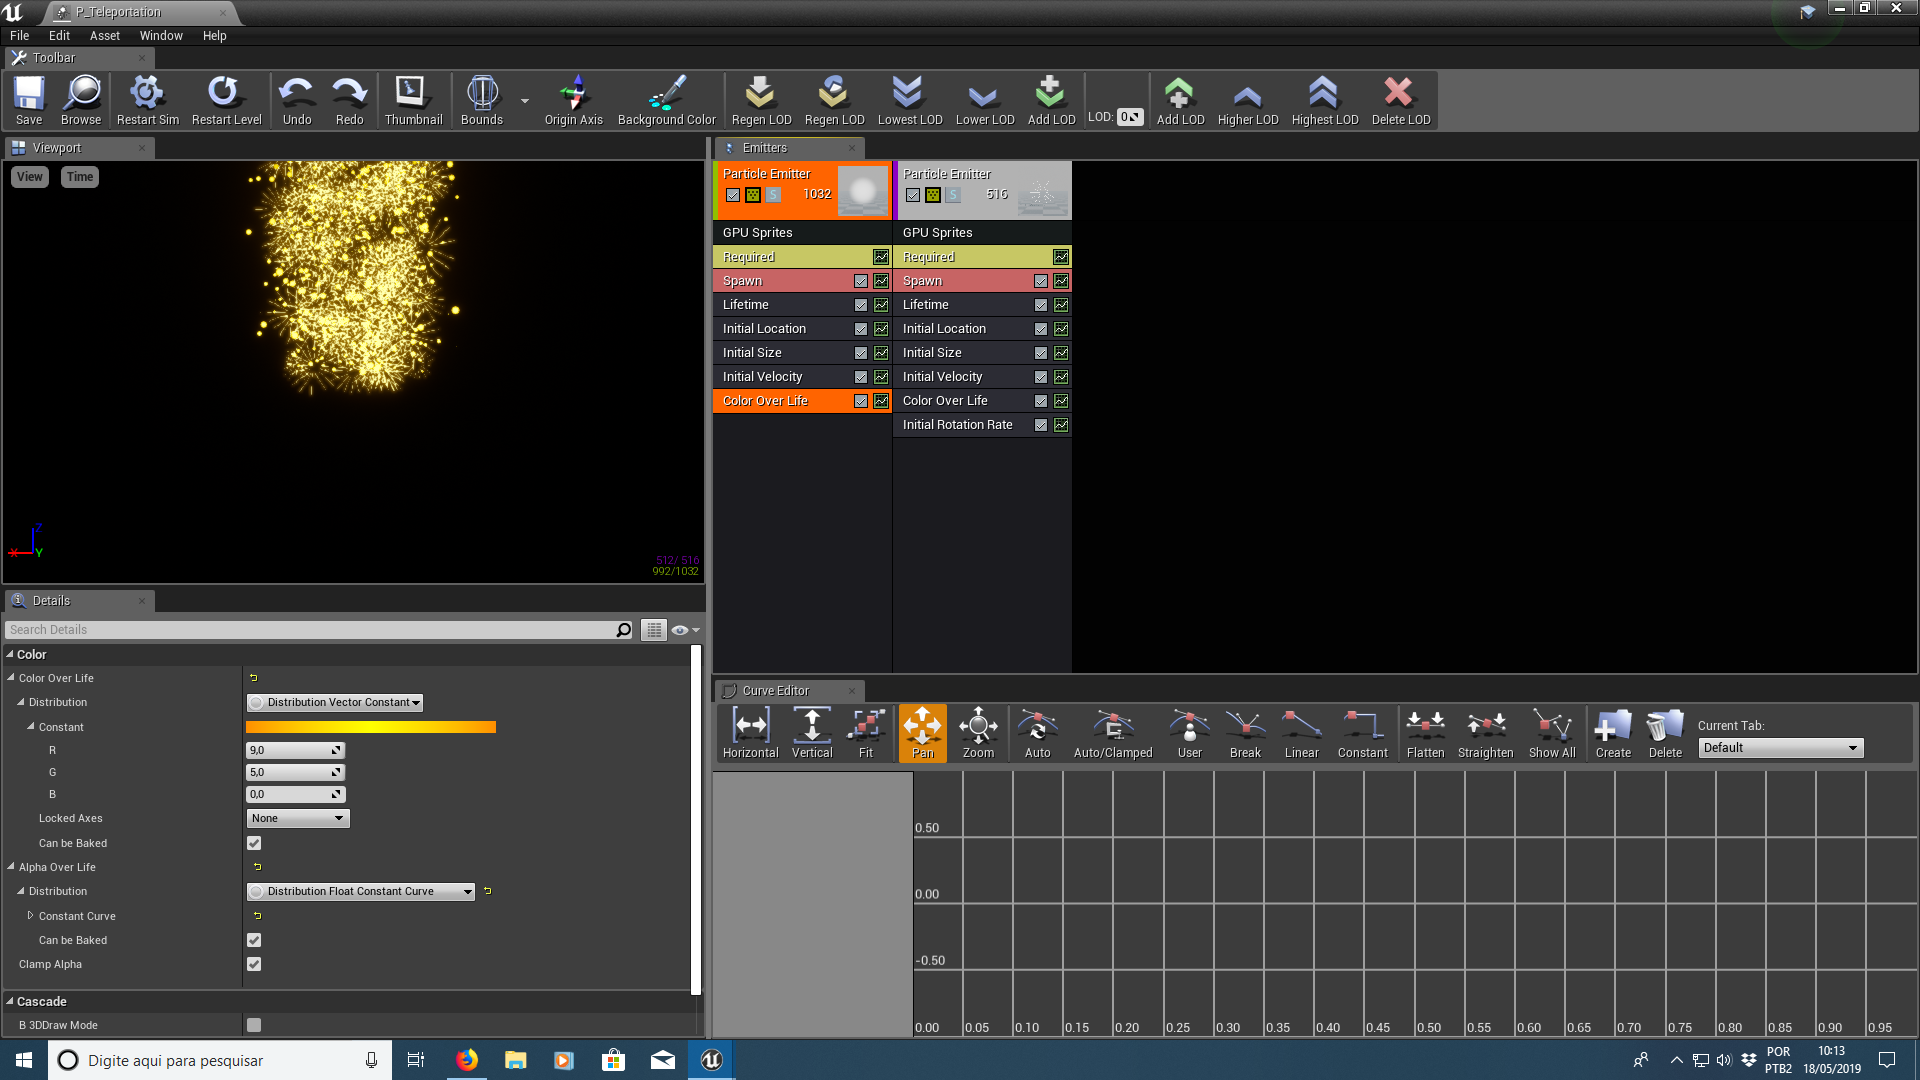 P_Teleportation
File Edit Asset Window Help
Toolbar
Save Browse Restart Sim Restart Level Undo Redo Thumbnail Bounds Origin Axis Background Color Regen LOD Regen LOD Lowest LOD Lower LOD Add LOD LOD: 0 Add LOD Higher LOD Highest LOD Delete LOD
Viewport
View Time
X Y Z
512/ 516
992/1032
Emitters
Particle Emitter
S 1032
GPU Sprites
Required
Spawn
Lifetime
Initial Location
Initial Size
Initial Velocity
Color Over Life
Particle Emitter
S 516
GPU Sprites
Required
Spawn
Lifetime
Initial Location
Initial Size
Initial Velocity
Color Over Life
Initial Rotation Rate
Details
Search Details
Color
Color Over Life
Distribution Distribution Vector Constant
Constant
R 9,0
G 5,0
B 0,0
Locked Axes None
Can be Baked
Alpha Over Life
Distribution Distribution Float Constant Curve
Constant Curve
Can be Baked
Clamp Alpha
Cascade
B 3DDraw Mode
Curve Editor
Horizontal Vertical Fit Pan Zoom Auto Auto/Clamped User Break Linear Constant Flatten Straighten Show All Create Delete
Current Tab:
Default
0.50
0.00
-0.50
0.00 0.05 0.10 0.15 0.20 0.25 0.30 0.35 0.40 0.45 0.50 0.55 0.60 0.65 0.70 0.75 0.80 0.85 0.90 0.95
Digite aqui para pesquisar
POR
PTB2
10:13
18/05/2019